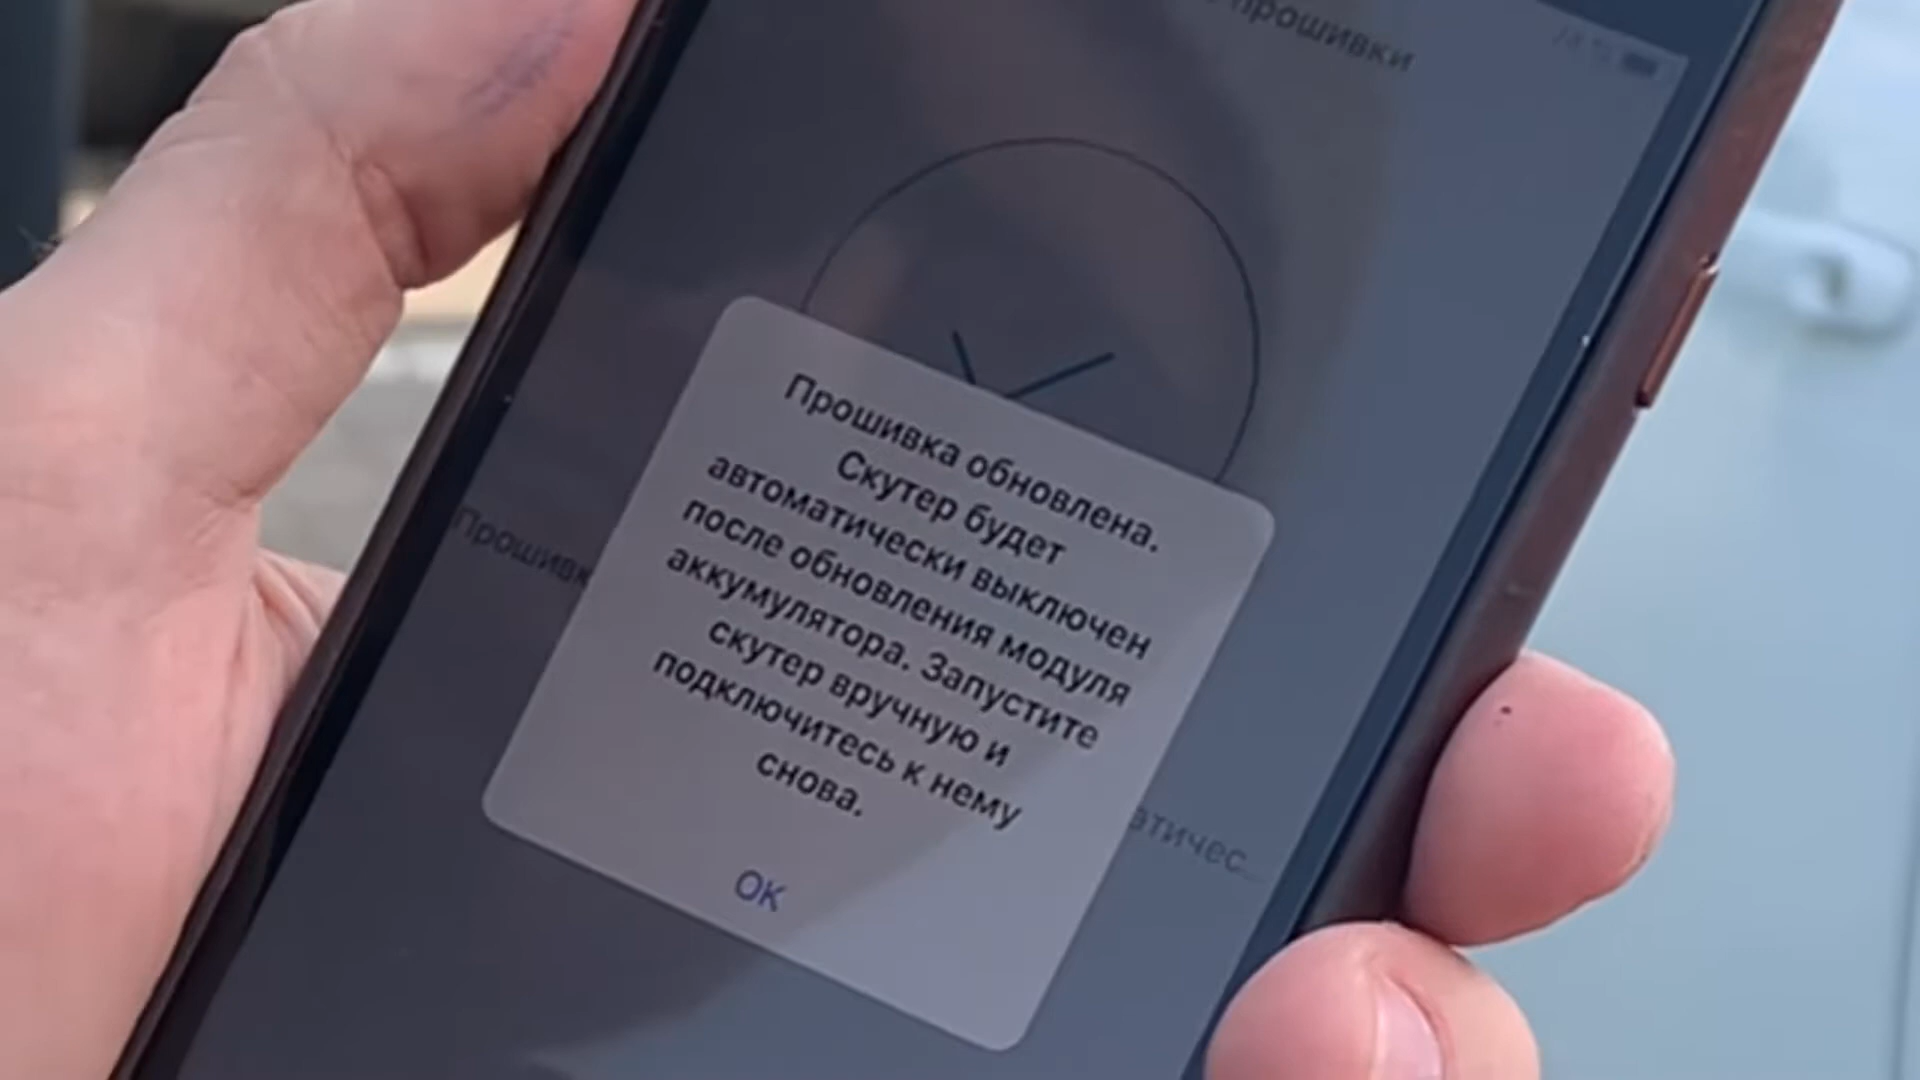 прошивки
Прошивка обновлена.
Скутер будет
автоматически выключен
после обновления модуля
аккумулятора. Запустите
скутер вручную и
подключитесь к нему
снова.
OK